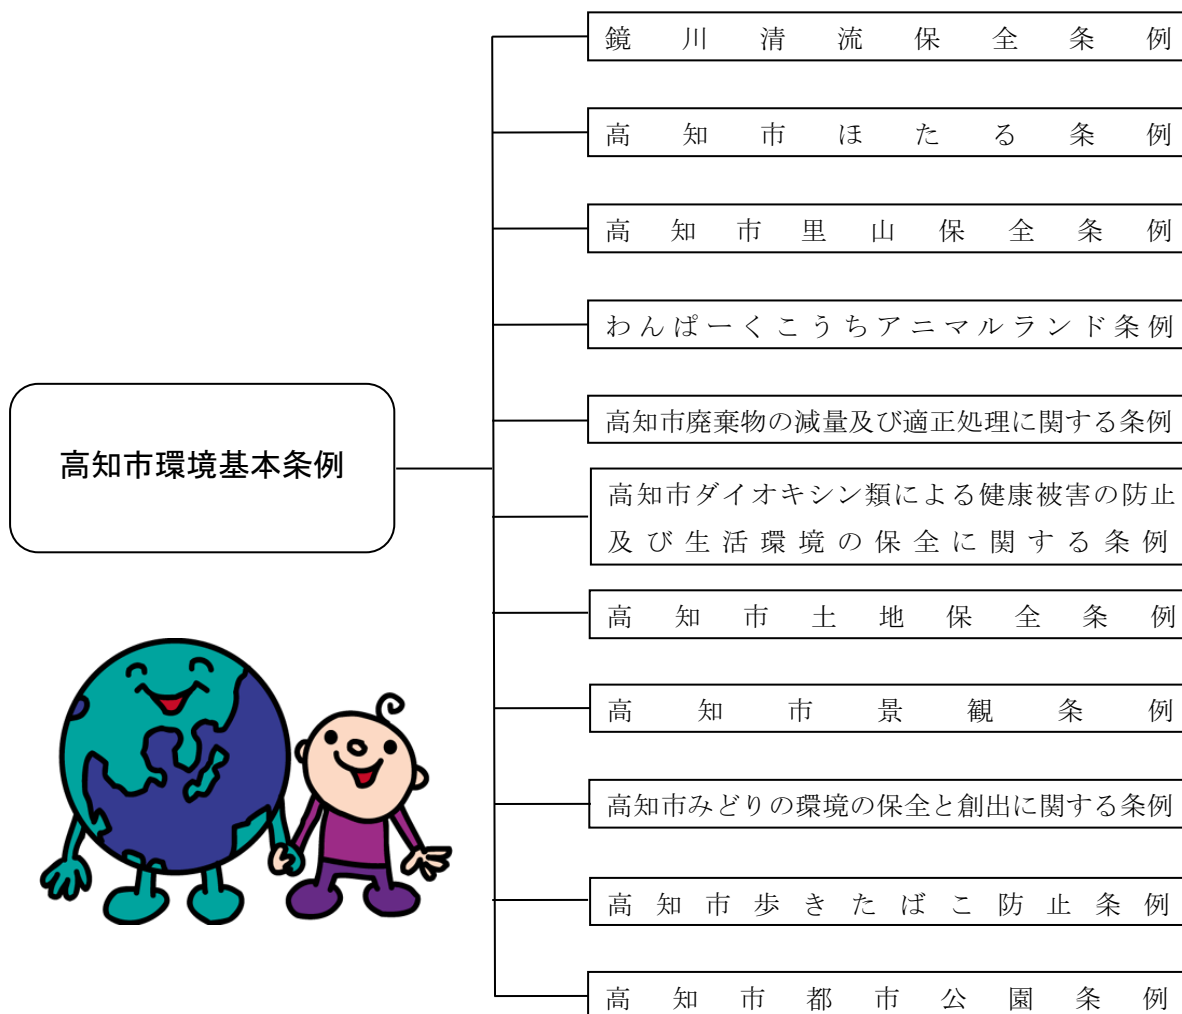 鏡川清流保全条例
高知市ほたる条例
高知市里山保全条例
わんぱーくこうちアニマルランド条例
高知市廃棄物の減量及び適正処理に関する条例
高知市環境基本条例
高知市ダイオキシン類による健康被害の防止
及び生活環境の保全に関する条例
高知市土地保全条例
高知市景観条例
高知市みどりの環境の保全と創出に関する条例
高知市歩きたばこ防止条例
高知市都市公園条例